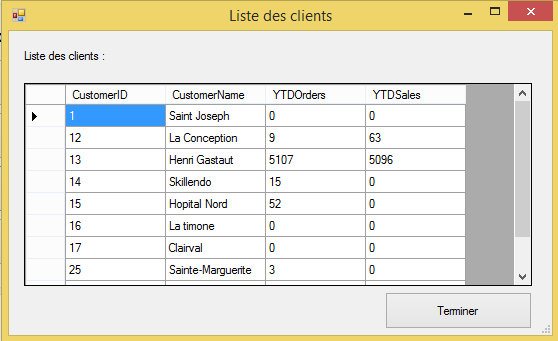 Liste des clients
Liste des clients :
CustomerID CustomerName YTDOrders YTDSales
1 Saint Joseph 0 0
12 La Conception 9 63
13 Henri Gastaut 5107 5096
14 Skillendo 15 0
15 Hopital Nord 52 0
16 La timone 0 0
17 Clairval 0 0
25 Sainte-Marguerite 3 0
Terminer